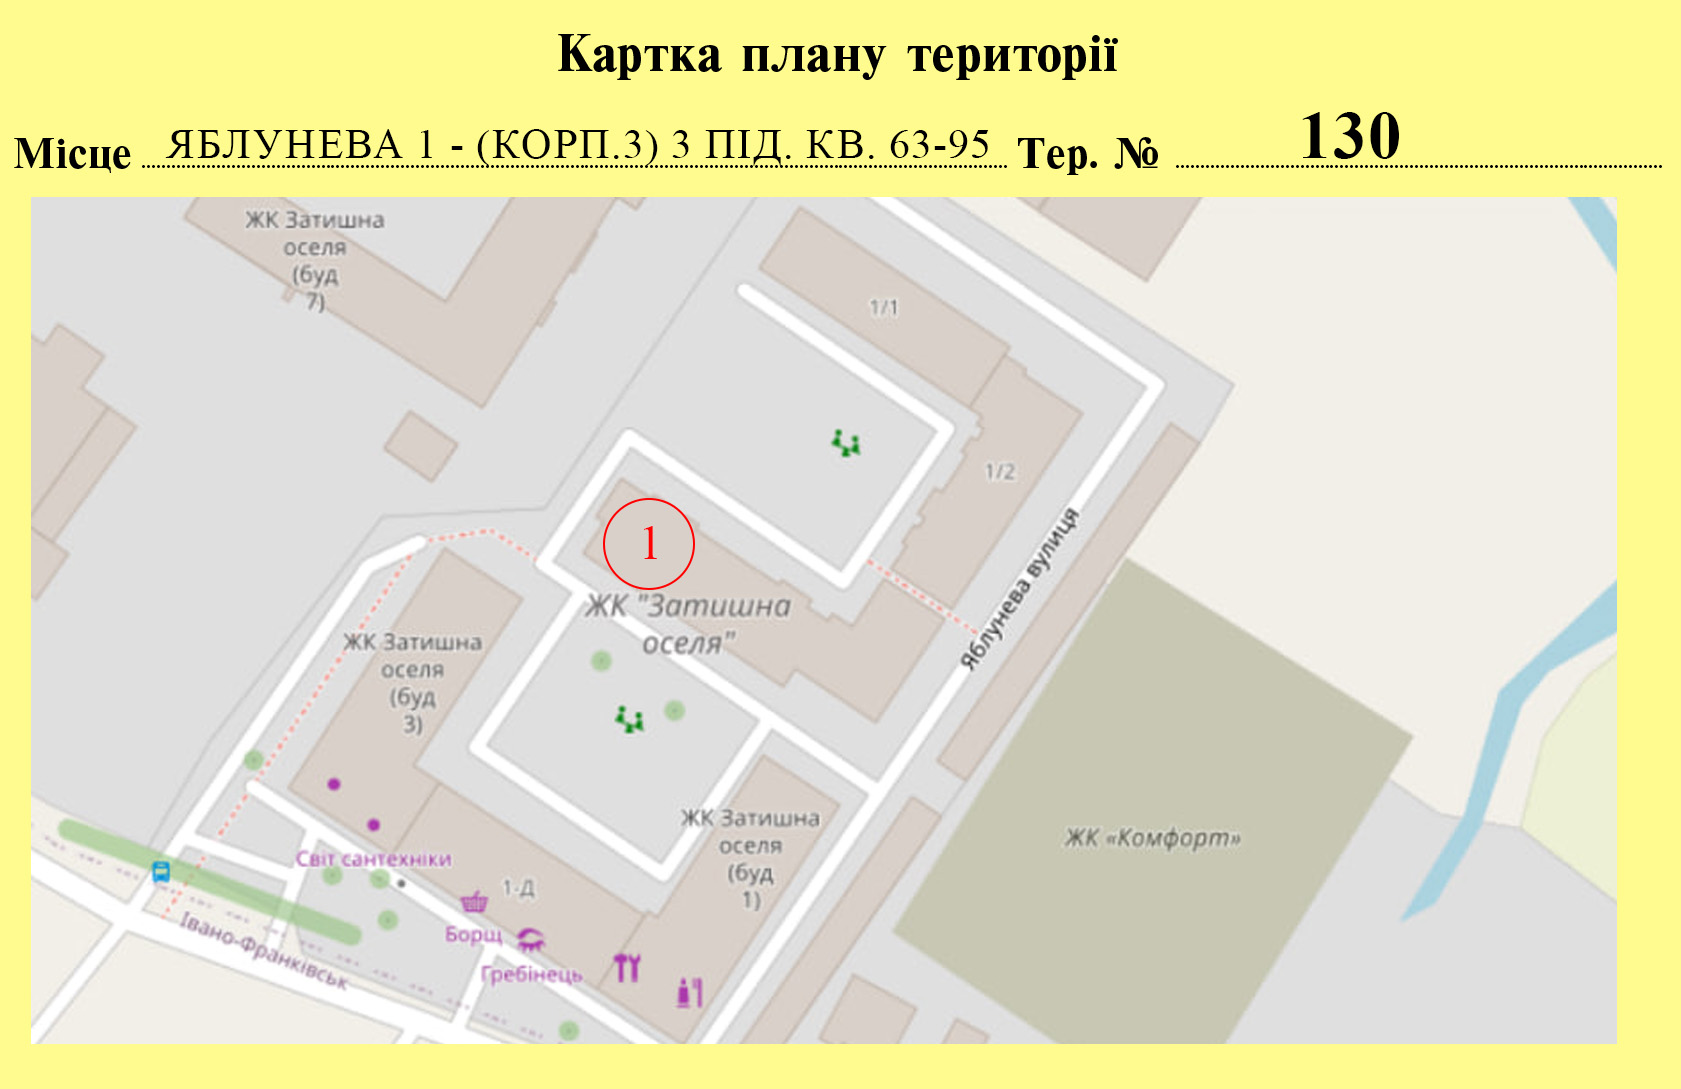 Картка плану території
Місце ЯБЛУНЕВА 1 - (КОРП.3) 3 ПІД. КВ. 63-95 Тер. № 130
ЖК Затишна
оселя
(буд
7)
1/1
1/2
1
ЖК "Затишна
оселя"
Яблунева вулиця
ЖК Затишна
оселя
(буд
3)
ЖК Затишна
оселя
(буд
1)
ЖК «Комфорт»
Світ сантехніки
1-Д
Борщ
Гребінець
Івано-Франківськ